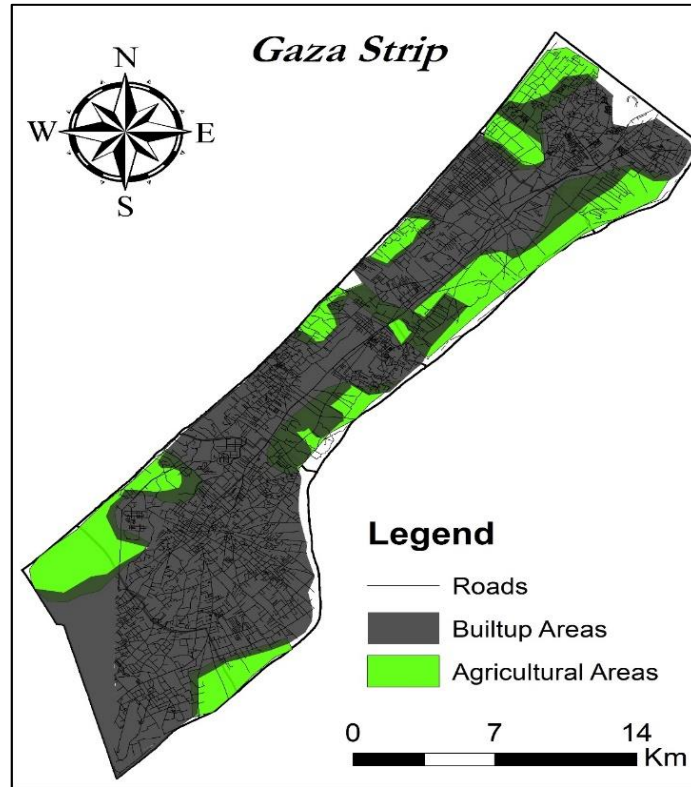 Gaza Strip
N
W
E
S
Legend
Roads
Builtup Areas
Agricultural Areas
0 7 14
Km